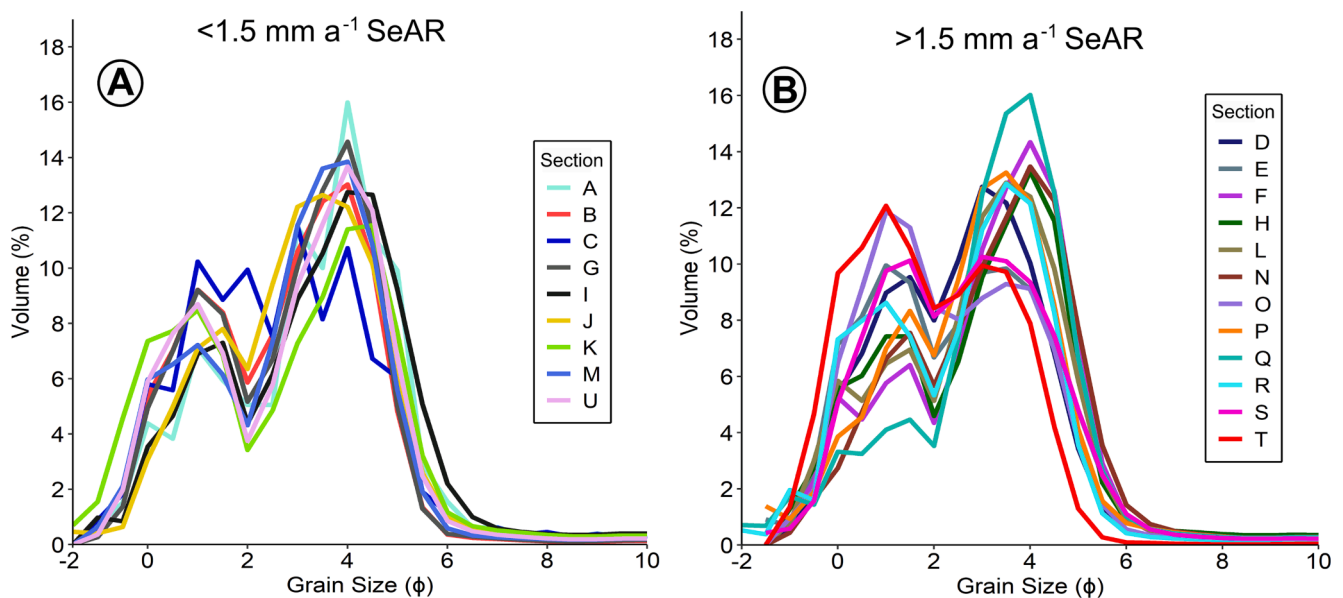 <1.5 mm a⁻¹ SeAR
A
Volume (%)
18
16
14
12
10
8
6
4
2
0
-2 0 2 4 6 8 10
Grain Size (ϕ)
Section
A
B
C
G
I
J
K
M
U
>1.5 mm a⁻¹ SeAR
B
Volume (%)
18
16
14
12
10
8
6
4
2
0
-2 0 2 4 6 8 10
Grain Size (ϕ)
Section
D
E
F
H
L
N
O
P
Q
R
S
T